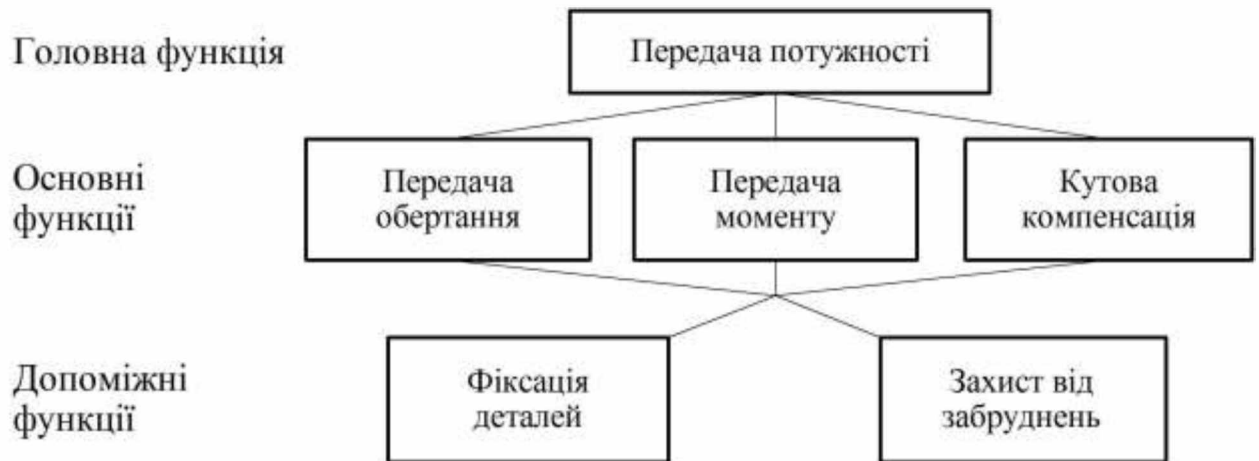 Головна функція
Передача потужності
Основні
функції
Передача
обертання
Передача
моменту
Кутова
компенсація
Допоміжні
функції
Фіксація
деталей
Захист від
забруднень